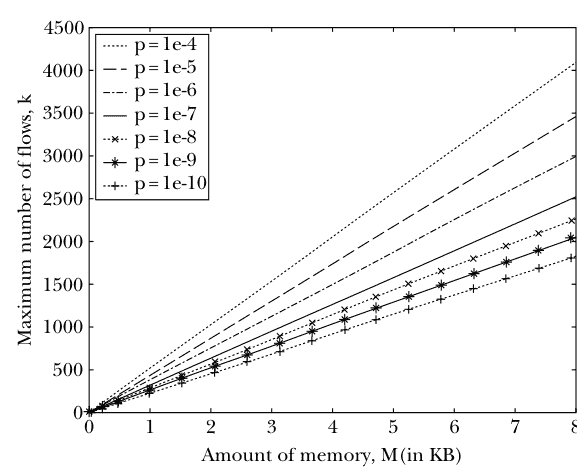 4500
4000
3500
3000
2500
2000
1500
1000
500
0
Maximum number of flows, k
p = 1e-4
p = 1e-5
p = 1e-6
p = 1e-7
p = 1e-8
p = 1e-9
p = 1e-10
0 1 2 3 4 5 6 7 8
Amount of memory, M (in KB)